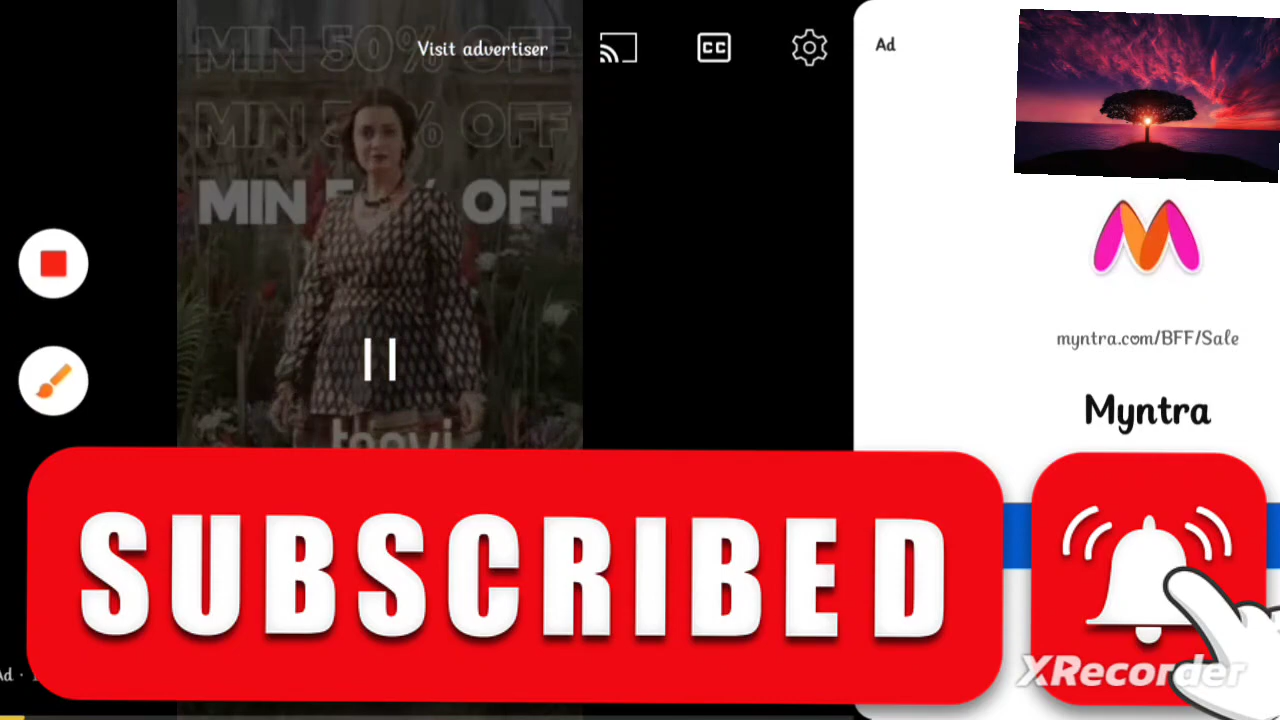 MIN 50% OFF
Visit advertiser
CC
Ad
MIN 5 % OFF
MIN 5 OFF
myntra.com/BFF/Sale
Myntra
SUBSCRIBED
Ad ·
XRecorder